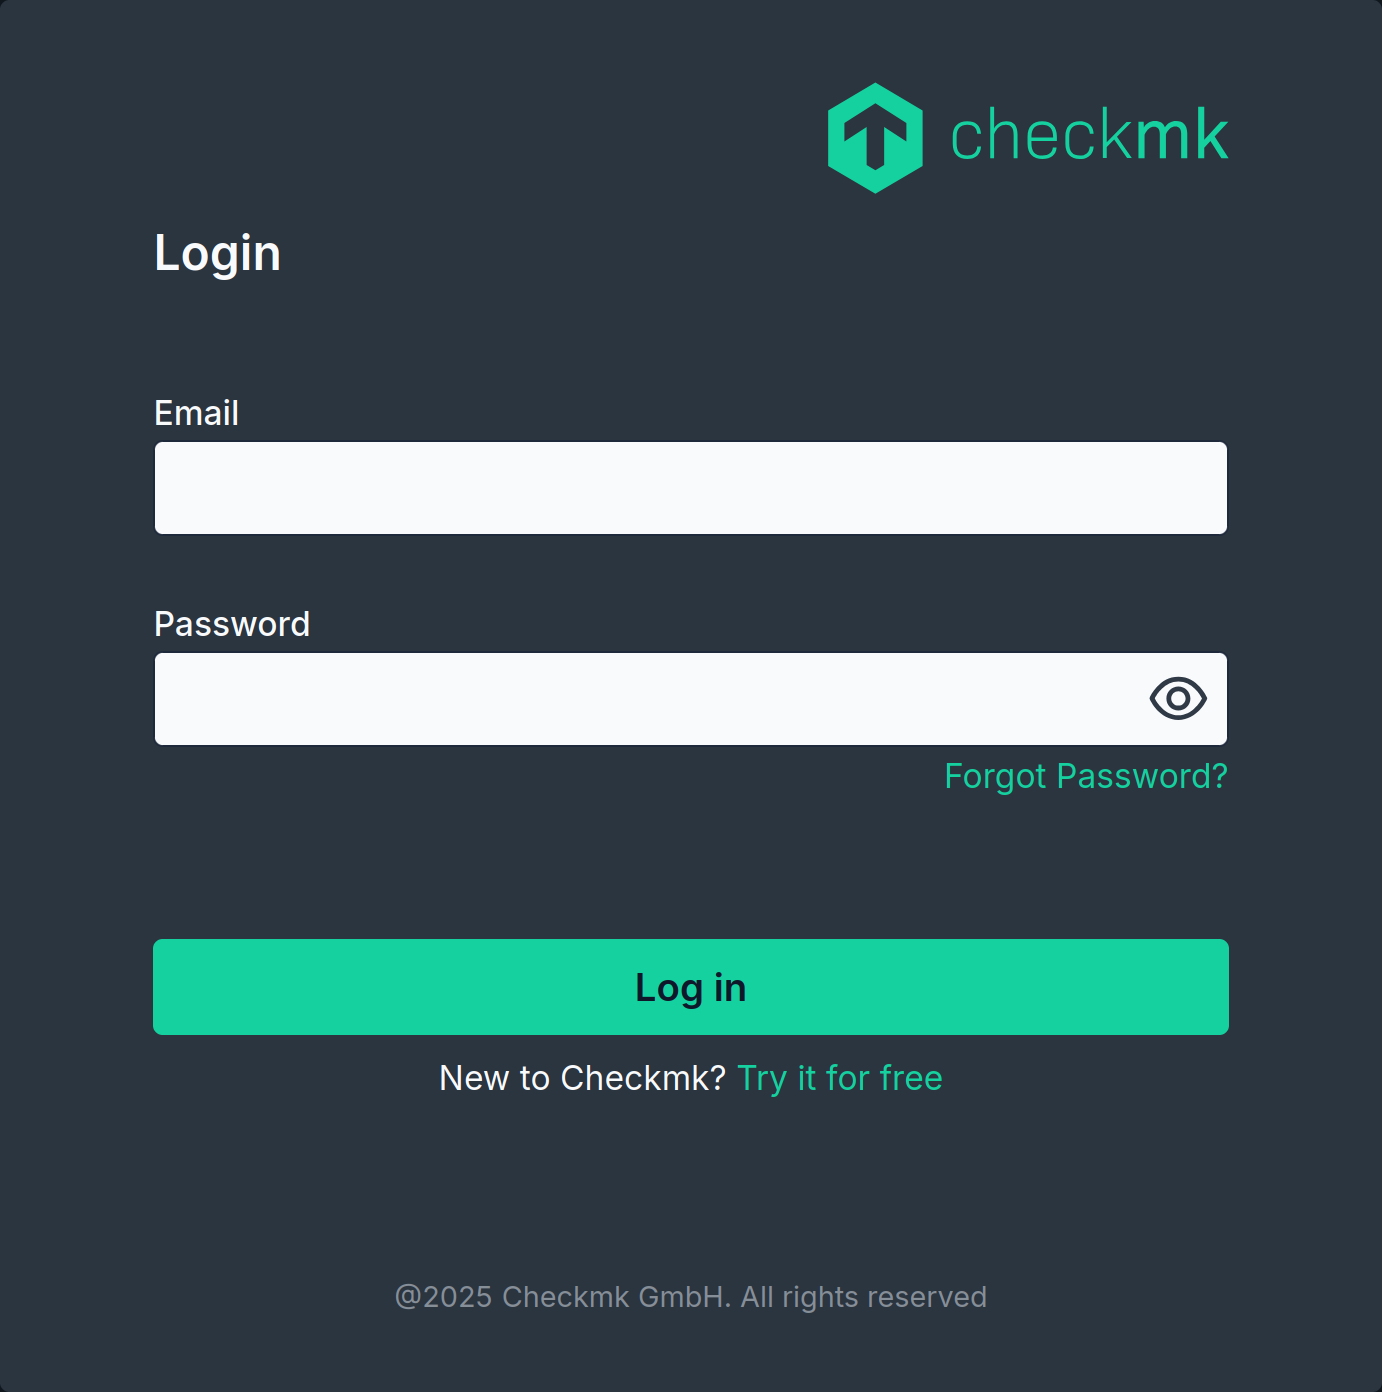 checkmk
Login
Email
Password
Forgot Password?
Log in
New to Checkmk? Try it for free
@2025 Checkmk GmbH. All rights reserved